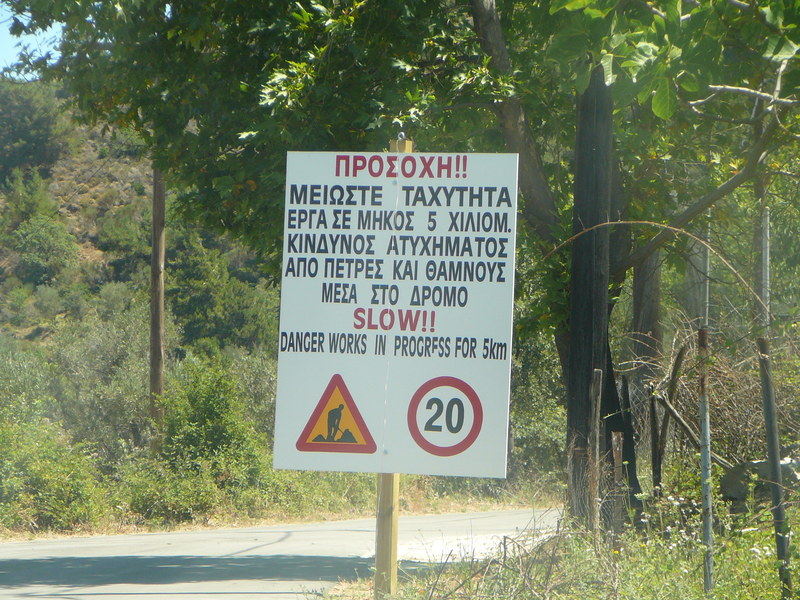 ΠΡΟΣΟΧΗ!!
ΜΕΙΩΣΤΕ ΤΑΧΥΤΗΤΑ
ΕΡΓΑ ΣΕ ΜΗΚΟΣ 5 ΧΙΛΙΟΜ.
ΚΙΝΔΥΝΟΣ ΑΤΥΧΗΜΑΤΟΣ
ΑΠΟ ΠΕΤΡΕΣ ΚΑΙ ΘΑΜΝΟΥΣ
ΜΕΣΑ ΣΤΟ ΔΡΟΜΟ
SLOW!!
DANGER WORKS IN PROGRESS FOR 5km
20